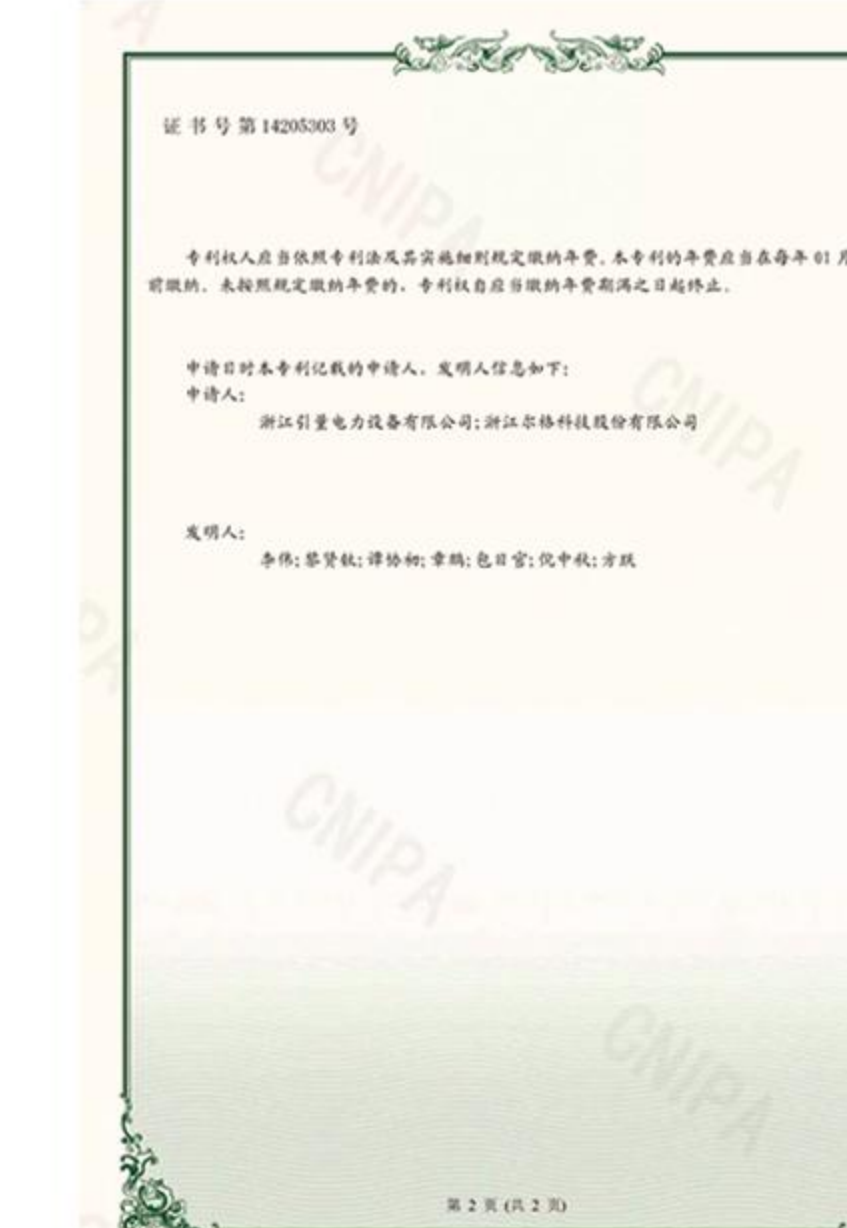 证书号第14205303号
专利权人应当依照专利法及其实施细则规定缴纳年费。本专利的年费应当在每年 01 月
前缴纳。未按照规定缴纳年费的,专利权自应当缴纳年费期满之日起终止。
申请日时本专利记载的申请人、发明人信息如下:
申请人:
浙江引量电力设备有限公司;浙江尔格科技股份有限公司
发明人:
李伟;黎贤钛;谭协初;章鹏;包日官;倪中秋;方跃
CNIPA
CNIPA
CNIPA
CNIPA
第 2 页 (共 2 页)